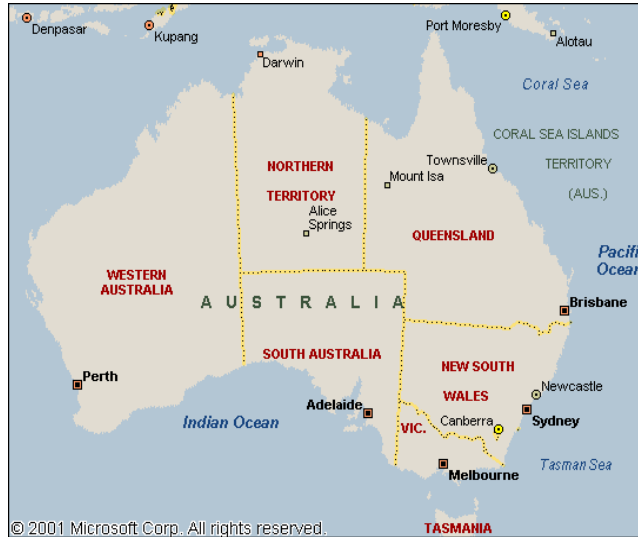 Denpasar
Kupang
Port Moresby
Alotau
Darwin
Coral Sea
CORAL SEA ISLANDS
TERRITORY
(AUS.)
NORTHERN
TERRITORY
Townsville
Mount Isa
Alice
Springs
QUEENSLAND
Pacific
Ocean
WESTERN
AUSTRALIA
A U S T R A L I A
Brisbane
SOUTH AUSTRALIA
NEW SOUTH
WALES
Perth
Newcastle
Adelaide
Indian Ocean
VIC.
Canberra
Sydney
Melbourne
Tasman Sea
© 2001 Microsoft Corp. All rights reserved.
TASMANIA